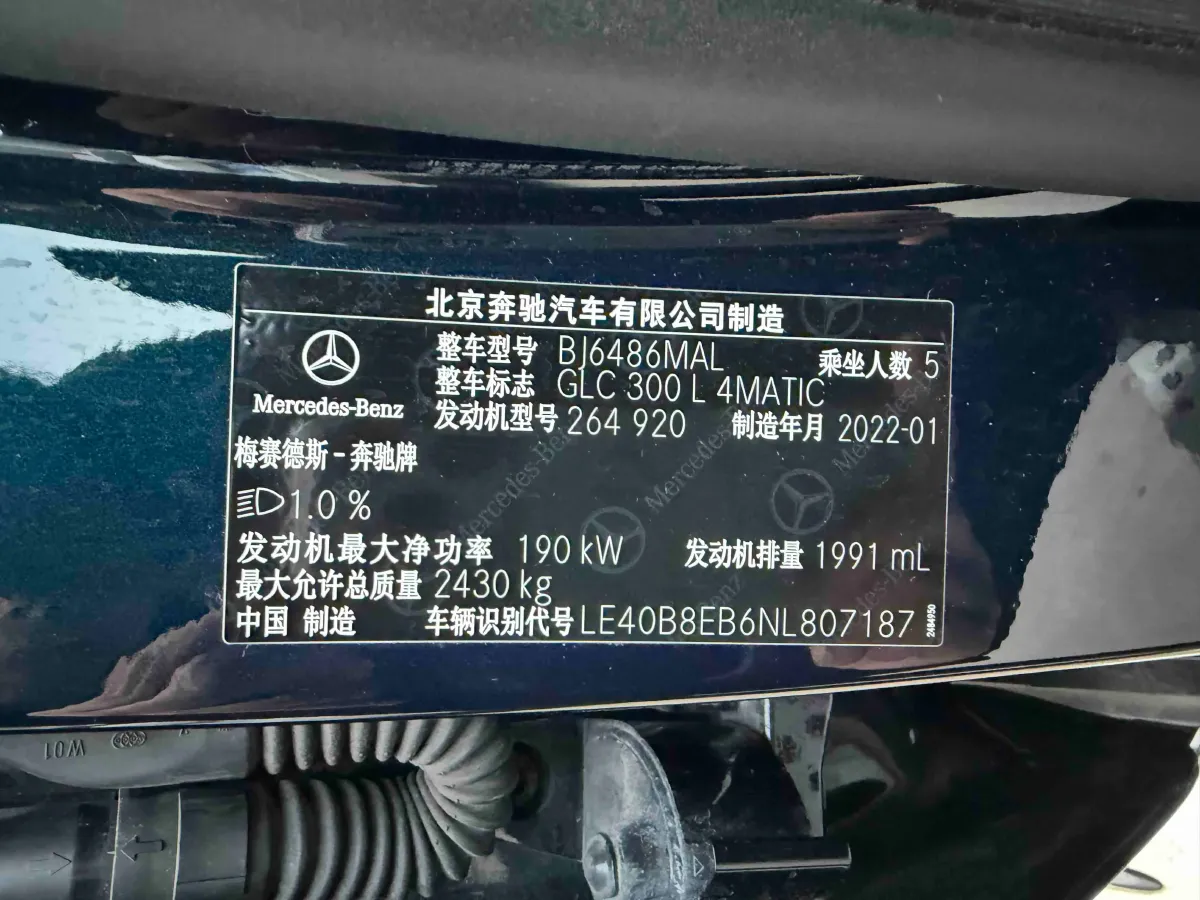 北京奔驰汽车有限公司制造
整车型号 BJ6486MAL 乘坐人数 5
整车标志 GLC 300 L 4MATIC
Mercedes-Benz
发动机型号 264 920 制造年月 2022-01
梅赛德斯-奔驰牌
1.0 %
发动机最大净功率 190 kW 发动机排量 1991 mL
最大允许总质量 2430 kg
中国 制造 车辆识别代号 LE40B8EB6NL807187
2484950
W01